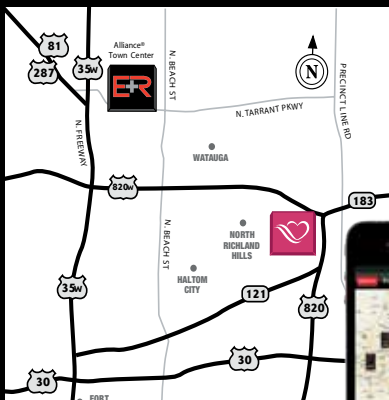 81
287
35W
Alliance®
Town Center
E+R
N. BEACH ST
N
PRECINCT LINE RD
N. TARRANT PKWY
N. FREEWAY
WATAUGA
820W
183
N. BEACH ST
NORTH
RICHLAND
HILLS
HALTOM
CITY
35W
121
820
30
30
FORT